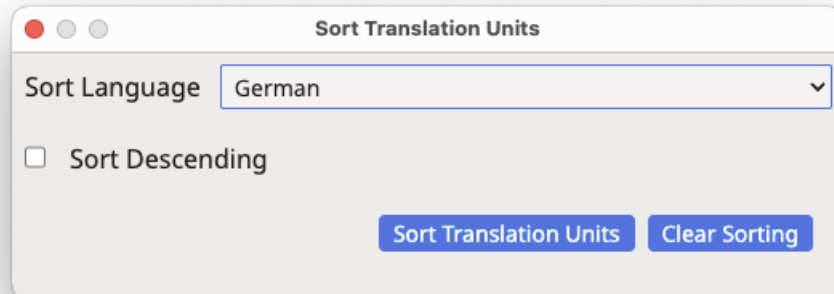 Sort Translation Units
Sort Language German
Sort Descending
Sort Translation Units Clear Sorting